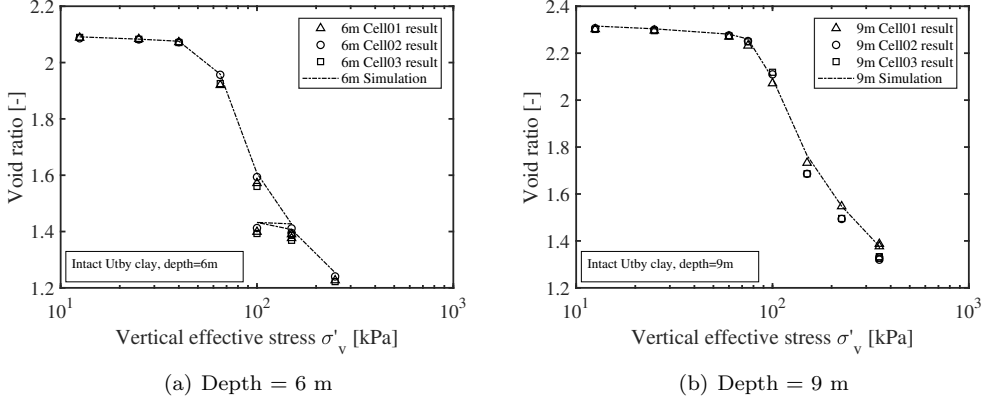 2.2
2
1.8
1.6
1.4
1.2
Void ratio [-]
6m Cell01 result
6m Cell02 result
6m Cell03 result
6m Simulation
Intact Utby clay, depth=6m
10^1
10^2
10^3
Vertical effective stress σ'_v [kPa]
(a) Depth = 6 m
2.4
2.2
2
1.8
1.6
1.4
1.2
Void ratio [-]
9m Cell01 result
9m Cell02 result
9m Cell03 result
9m Simulation
Intact Utby clay, depth=9m
10^1
10^2
10^3
Vertical effective stress σ'_v [kPa]
(b) Depth = 9 m